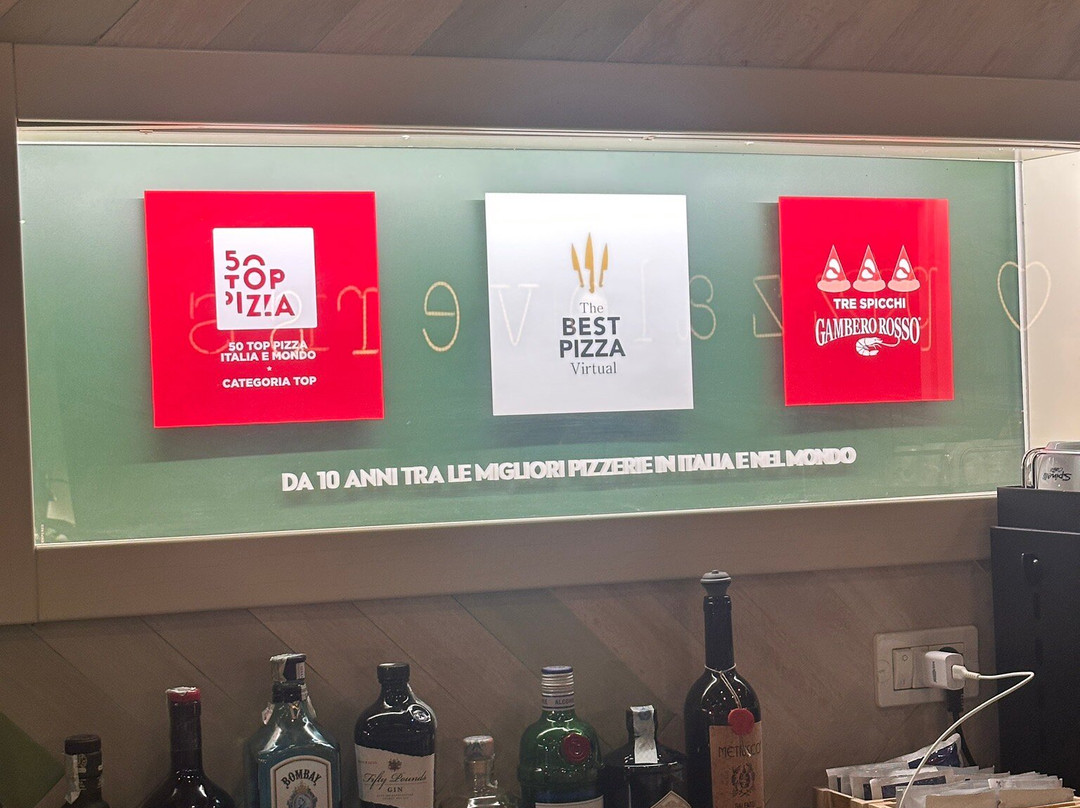 50
TOP
PIZZA
50 TOP PIZZA
ITALIA E MONDO
CATEGORIA TOP
The
BEST
PIZZA
Virtual
TRE SPICCHI
GAMBERO ROSSO®
DA 10 ANNI TRA LE MIGLIORI PIZZERIE IN ITALIA E NEL MONDO
BOMBAY
Fifty Pounds
GIN